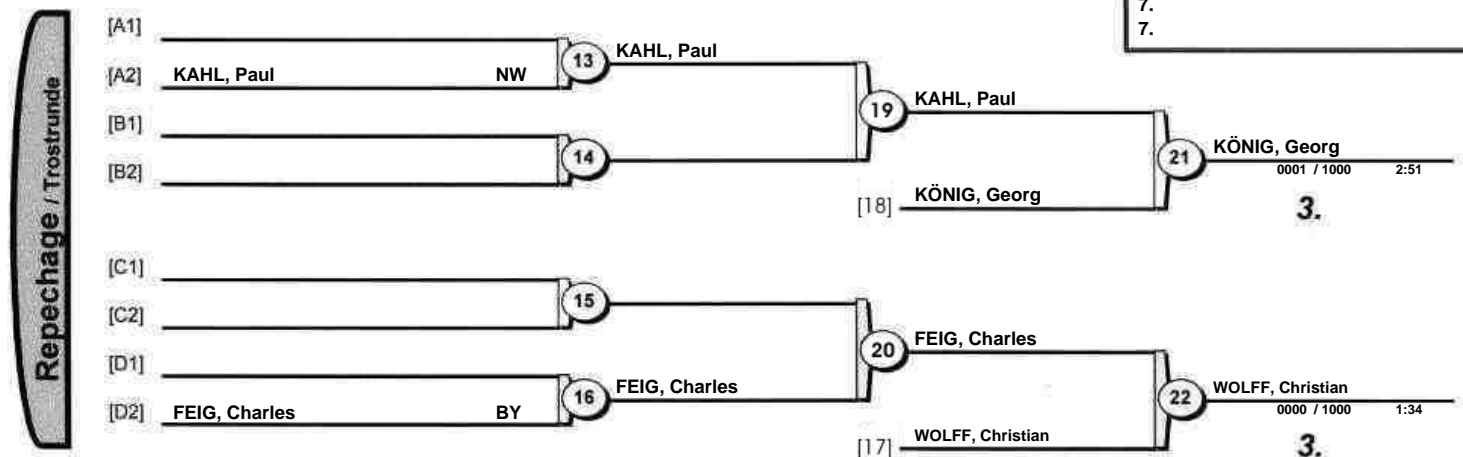 7.
7.
Repechage / Trostrunde
[A1]
[A2] KAHL, Paul NW
13 KAHL, Paul
[B1]
[B2]
14
19 KAHL, Paul
[18] KÖNIG, Georg
21 KÖNIG, Georg
0001 / 1000 2:51
3.
[C1]
[C2]
15
[D1]
[D2] FEIG, Charles BY
16 FEIG, Charles
20 FEIG, Charles
[17] WOLFF, Christian
22 WOLFF, Christian
0000 / 1000 1:34
3.